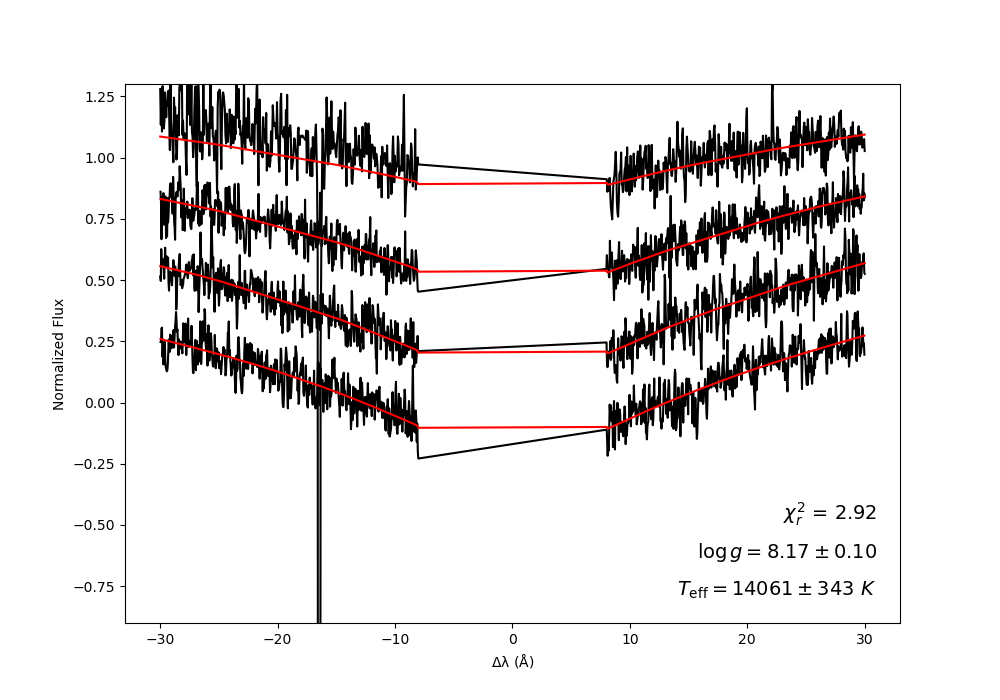 1.25
1.00
0.75
0.50
0.25
0.00
−0.25
−0.50
−0.75
Normalized Flux
χ²ᵣ = 2.92
log g = 8.17 ± 0.10
T_eff = 14061 ± 343 K
−30 −20 −10 0 10 20 30
Δλ (Å)